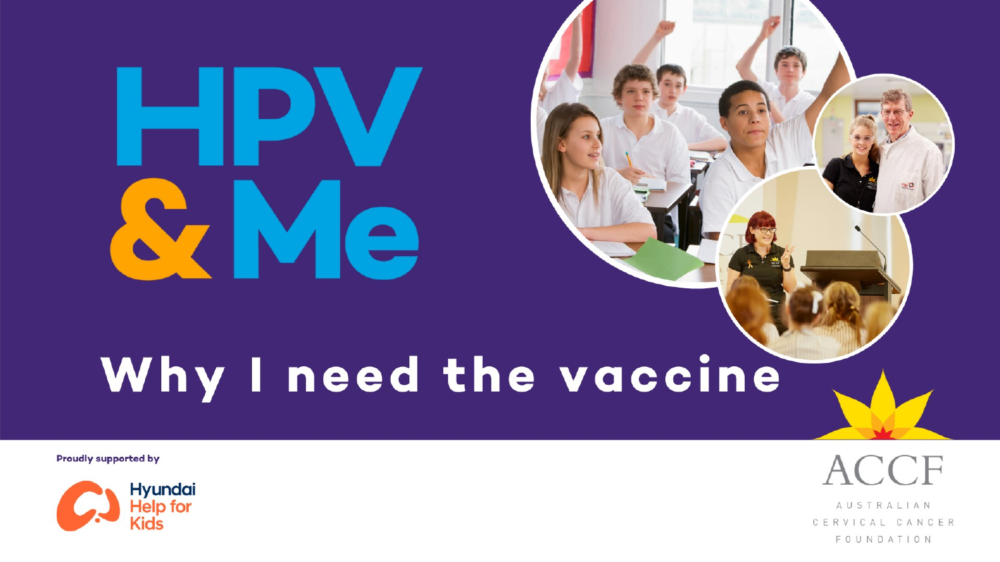 HPV
& Me
Why I need the vaccine
Proudly supported by
Hyundai
Help for
Kids
ACCF
AUSTRALIAN
CERVICAL CANCER
FOUNDATION